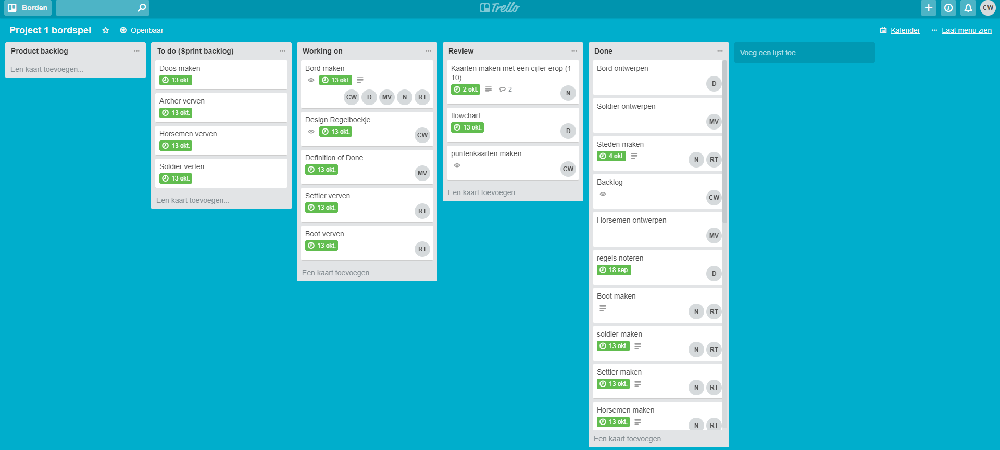 Borden
Trello
CW
Project 1 bordspel
Openbaar
Kalender
Laat menu zien
Product backlog
Een kaart toevoegen...
To do (Sprint backlog)
Doos maken
13 okt.
Archer verven
13 okt.
Horsemen verven
13 okt.
Soldier verfen
13 okt.
Een kaart toevoegen...
Working on
Bord maken
13 okt.
CW D MV N RT
Design Regelboekje
13 okt.
CW
Definition of Done
13 okt.
MV
Settler verven
13 okt.
RT
Boot verven
13 okt.
RT
Een kaart toevoegen...
Review
Kaarten maken met een cijfer erop (1-
10)
2 okt. 2
N
flowchart
13 okt.
D
puntenkaarten maken
CW
Een kaart toevoegen...
Done
Bord ontwerpen
D
Soldier ontwerpen
MV
Steden maken
4 okt.
N RT
Backlog
CW
Horsemen ontwerpen
MV
regels noteren
18 sep.
D
Boot maken
N RT
soldier maken
13 okt.
N RT
Settler maken
13 okt.
N RT
Horsemen maken
13 okt.
N RT
Een kaart toevoegen...
Voeg een lijst toe...